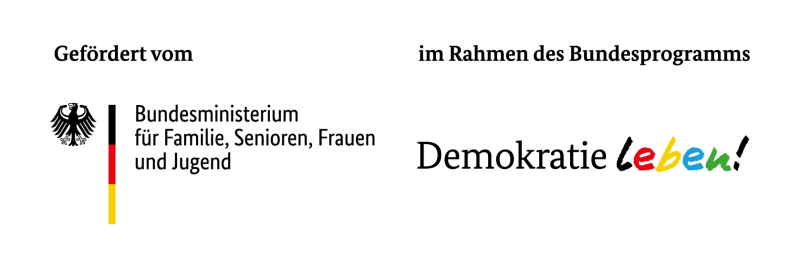 Gefördert vom
im Rahmen des Bundesprogramms
Bundesministerium
für Familie, Senioren, Frauen
und Jugend
Demokratie leben!